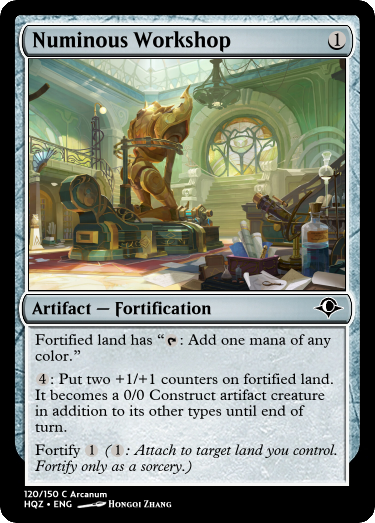 Numinous Workshop 1
Artifact — Fortification
Fortified land has “: Add one mana of any
color.”
4: Put two +1/+1 counters on fortified land.
It becomes a 0/0 Construct artifact creature
in addition to its other types until end of
turn.
Fortify 1 (1: Attach to target land you control.
Fortify only as a sorcery.)
120/150 C Arcanum
HQZ • ENG Hongqi Zhang